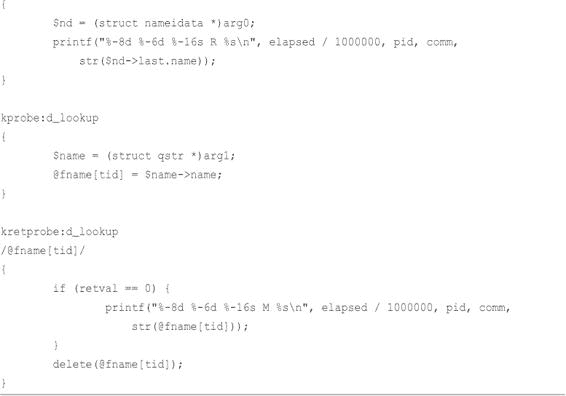 {
        $nd = (struct nameidata *)arg0;
        printf("%-8d %-6d %-16s R %s\n", elapsed / 1000000, pid, comm,
            str($nd->last.name));
}

kprobe:d_lookup
{
        $name = (struct qstr *)arg1;
        @fname[tid] = $name->name;
}

kretprobe:d_lookup
/@fname[tid]/
{
        if (retval == 0) {
                printf("%-8d %-6d %-16s M %s\n", elapsed / 1000000, pid, comm,
                    str(@fname[tid]));
        }
        delete(@fname[tid]);
}